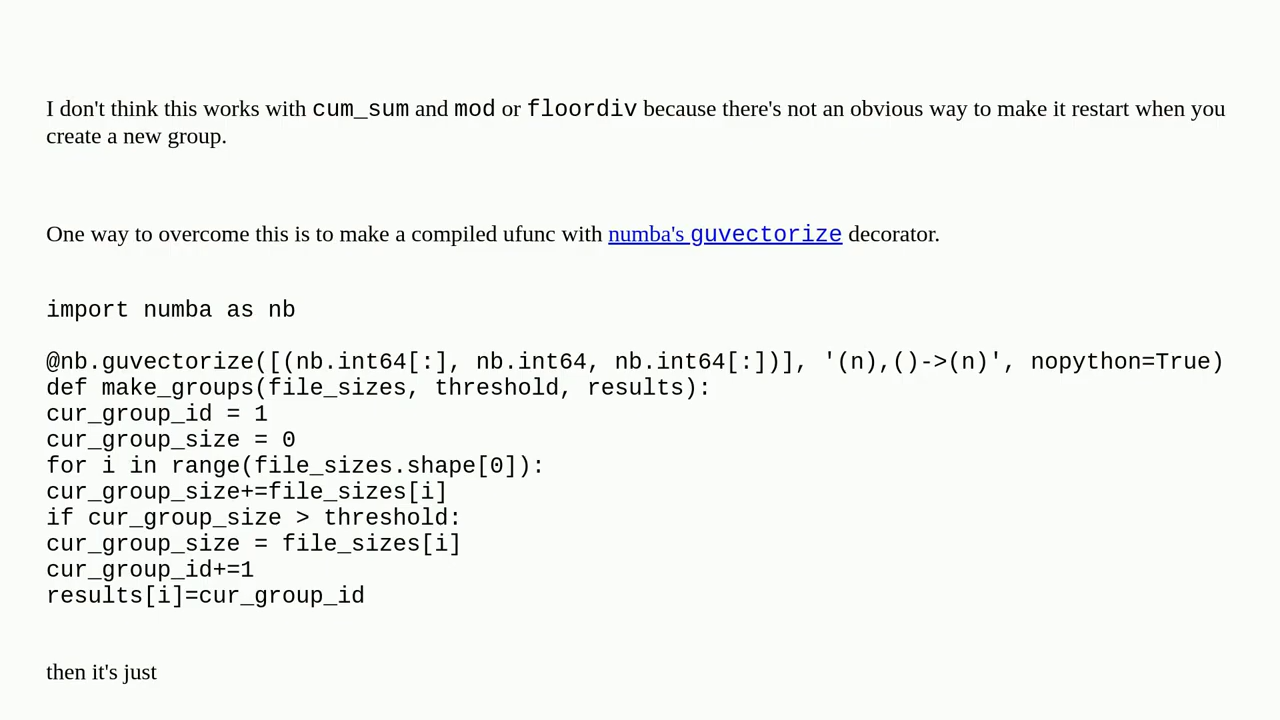 I don't think this works with cum_sum and mod or floordiv because there's not an obvious way to make it restart when you
create a new group.
One way to overcome this is to make a compiled ufunc with numba's guvectorize decorator.
import numba as nb
@nb.guvectorize([(nb.int64[:], nb.int64, nb.int64[:])], '(n),()->(n)', nopython=True)
def make_groups(file_sizes, threshold, results):
cur_group_id = 1
cur_group_size = 0
for i in range(file_sizes.shape[0]):
cur_group_size+=file_sizes[i]
if cur_group_size > threshold:
cur_group_size = file_sizes[i]
cur_group_id+=1
results[i]=cur_group_id
then it's just